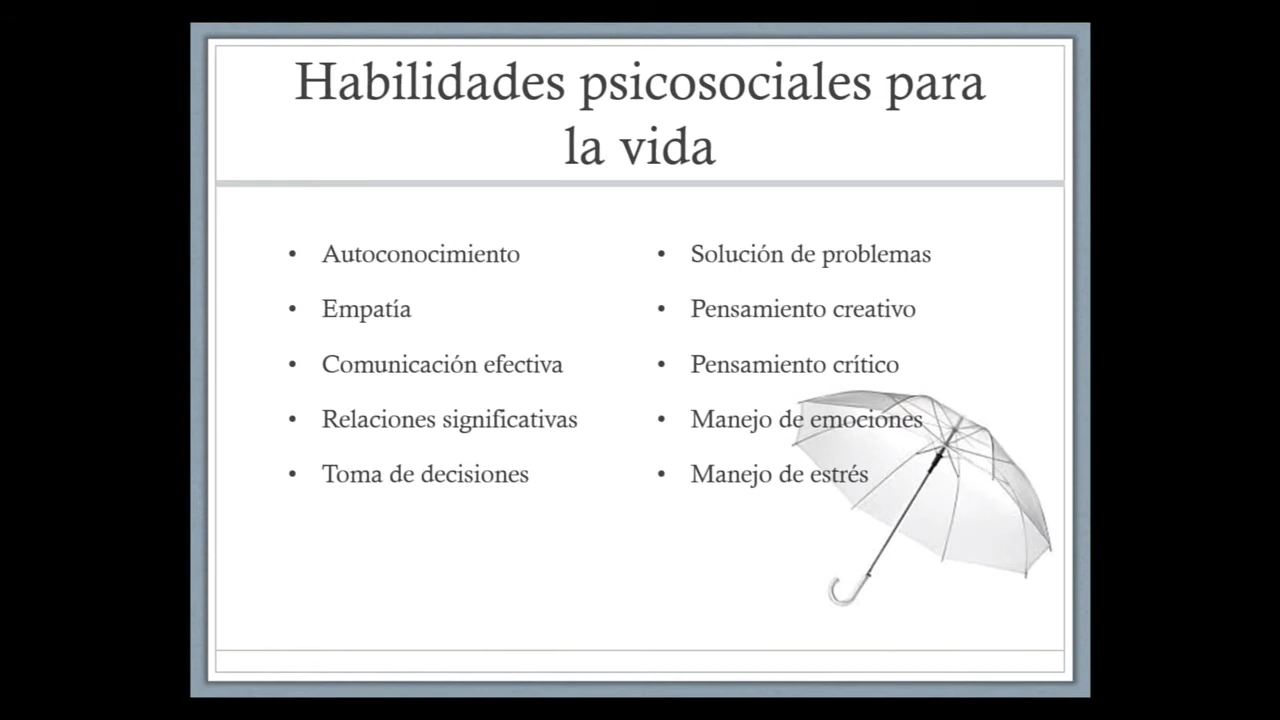 Habilidades psicosociales para
la vida
• Autoconocimiento
• Empatía
• Comunicación efectiva
• Relaciones significativas
• Toma de decisiones
• Solución de problemas
• Pensamiento creativo
• Pensamiento crítico
• Manejo de emociones
• Manejo de estrés